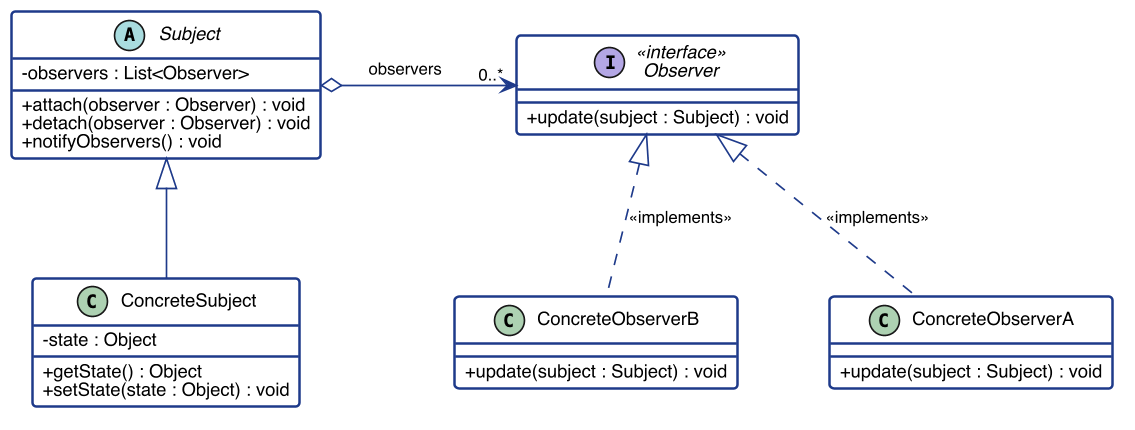 A Subject
-observers : List<Observer>
+attach(observer : Observer) : void
+detach(observer : Observer) : void
+notifyObservers() : void
observers
0..*
I «interface»
Observer
+update(subject : Subject) : void
«implements»
«implements»
C ConcreteSubject
-state : Object
+getState() : Object
+setState(state : Object) : void
C ConcreteObserverB
+update(subject : Subject) : void
C ConcreteObserverA
+update(subject : Subject) : void